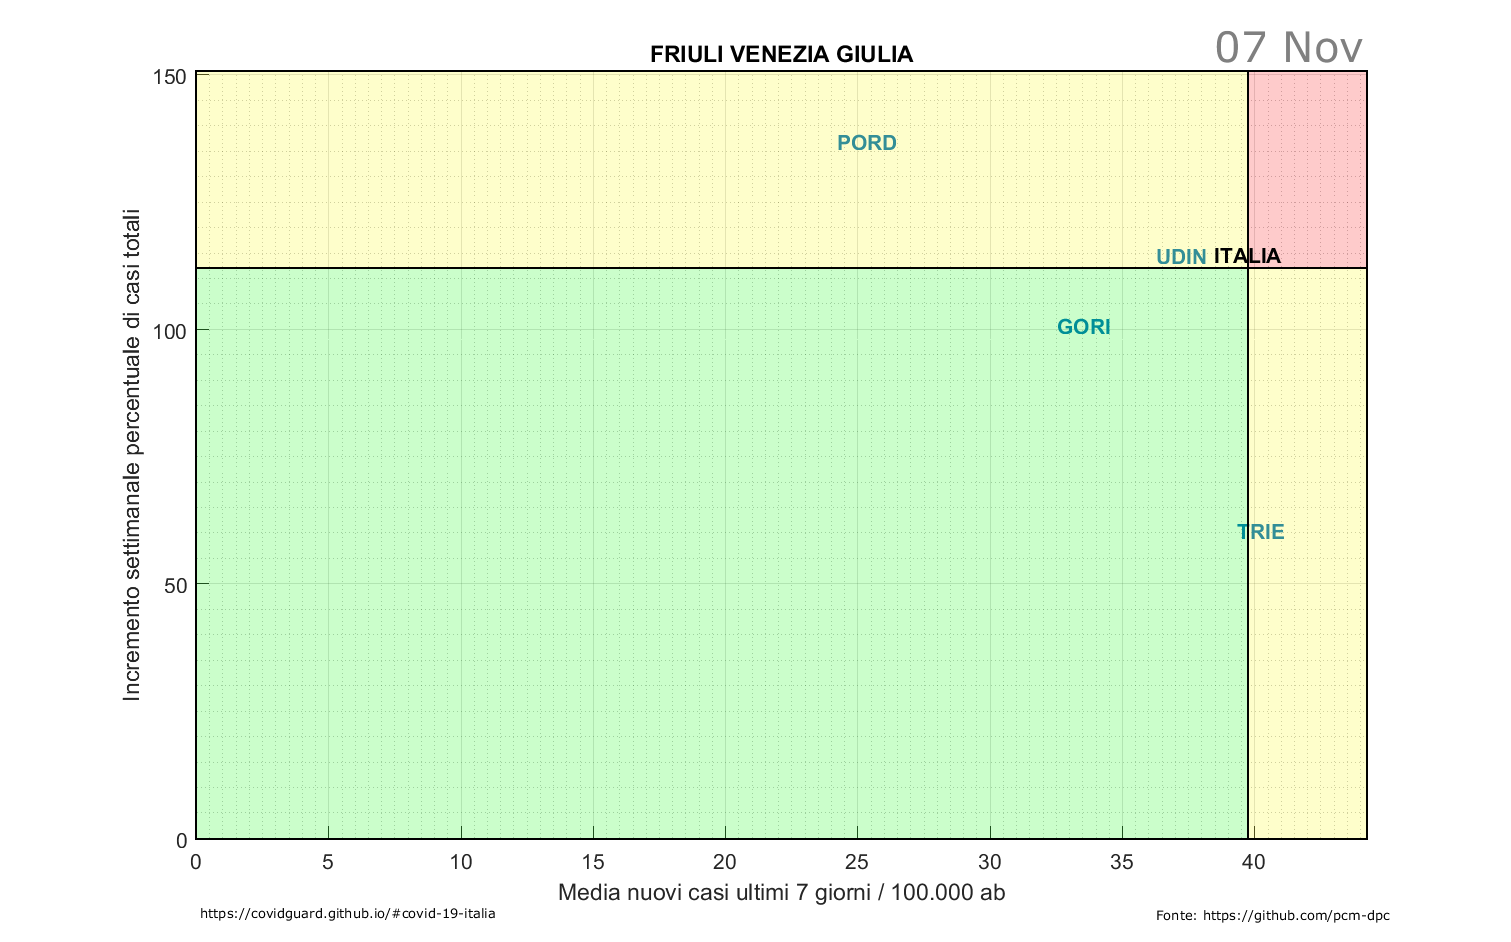 07 Nov
FRIULI VENEZIA GIULIA
150
PORD
Incremento settimanale percentuale di casi totali
UDIN ITALIA
100
GORI
TRIE
50
0
0 5 10 15 20 25 30 35 40
Media nuovi casi ultimi 7 giorni / 100.000 ab
https://covidguard.github.io/#covid-19-italia
Fonte: https://github.com/pcm-dpc